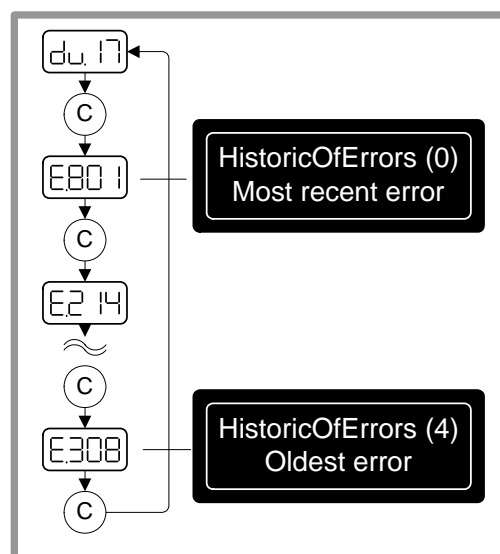 du.17
C
E.801
HistoricOfErrors (0)
Most recent error
C
E.214
C
E.308
HistoricOfErrors (4)
Oldest error
C